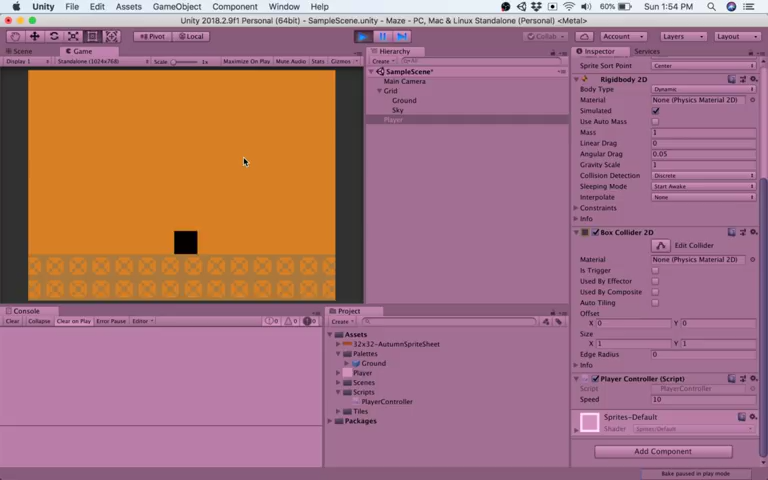 Unity File Edit Assets GameObject Component Window Help 60% Sun 1:54 PM
Unity 2018.2.9f1 Personal (64bit) - SampleScene.unity - Maze - PC, Mac & Linux Standalone (Personal) <Metal>
Pivot Local Collab Account Layers Layout
Scene Game Hierarchy Inspector Services
Display 1 Standalone (1024x768) Scale 1x Maximize On Play Mute Audio Stats Gizmos Create
SampleScene*
Main Camera
Grid
Ground
Sky
Player
Sprite Sort Point Center
Rigidbody 2D
Body Type Dynamic
Material None (Physics Material 2D)
Simulated
Use Auto Mass
Mass 1
Linear Drag 0
Angular Drag 0.05
Gravity Scale 1
Collision Detection Discrete
Sleeping Mode Start Awake
Interpolate None
Constraints
Info
Box Collider 2D
Edit Collider
Material None (Physics Material 2D)
Is Trigger
Used By Effector
Used By Composite
Auto Tiling
Offset
X 0 Y 0
Size
X 1 Y 1
Edge Radius 0
Info
Player Controller (Script)
Script PlayerController
Speed 10
Sprites-Default
Shader Sprites/Default
Add Component
Bake paused in play mode
Console
Clear Collapse Clear on Play Error Pause Editor 0 0 0
Project
Create
Assets
32x32-AutumnSpriteSheet
Palettes
Ground
Player
Scenes
Scripts
PlayerController
Tiles
Packages